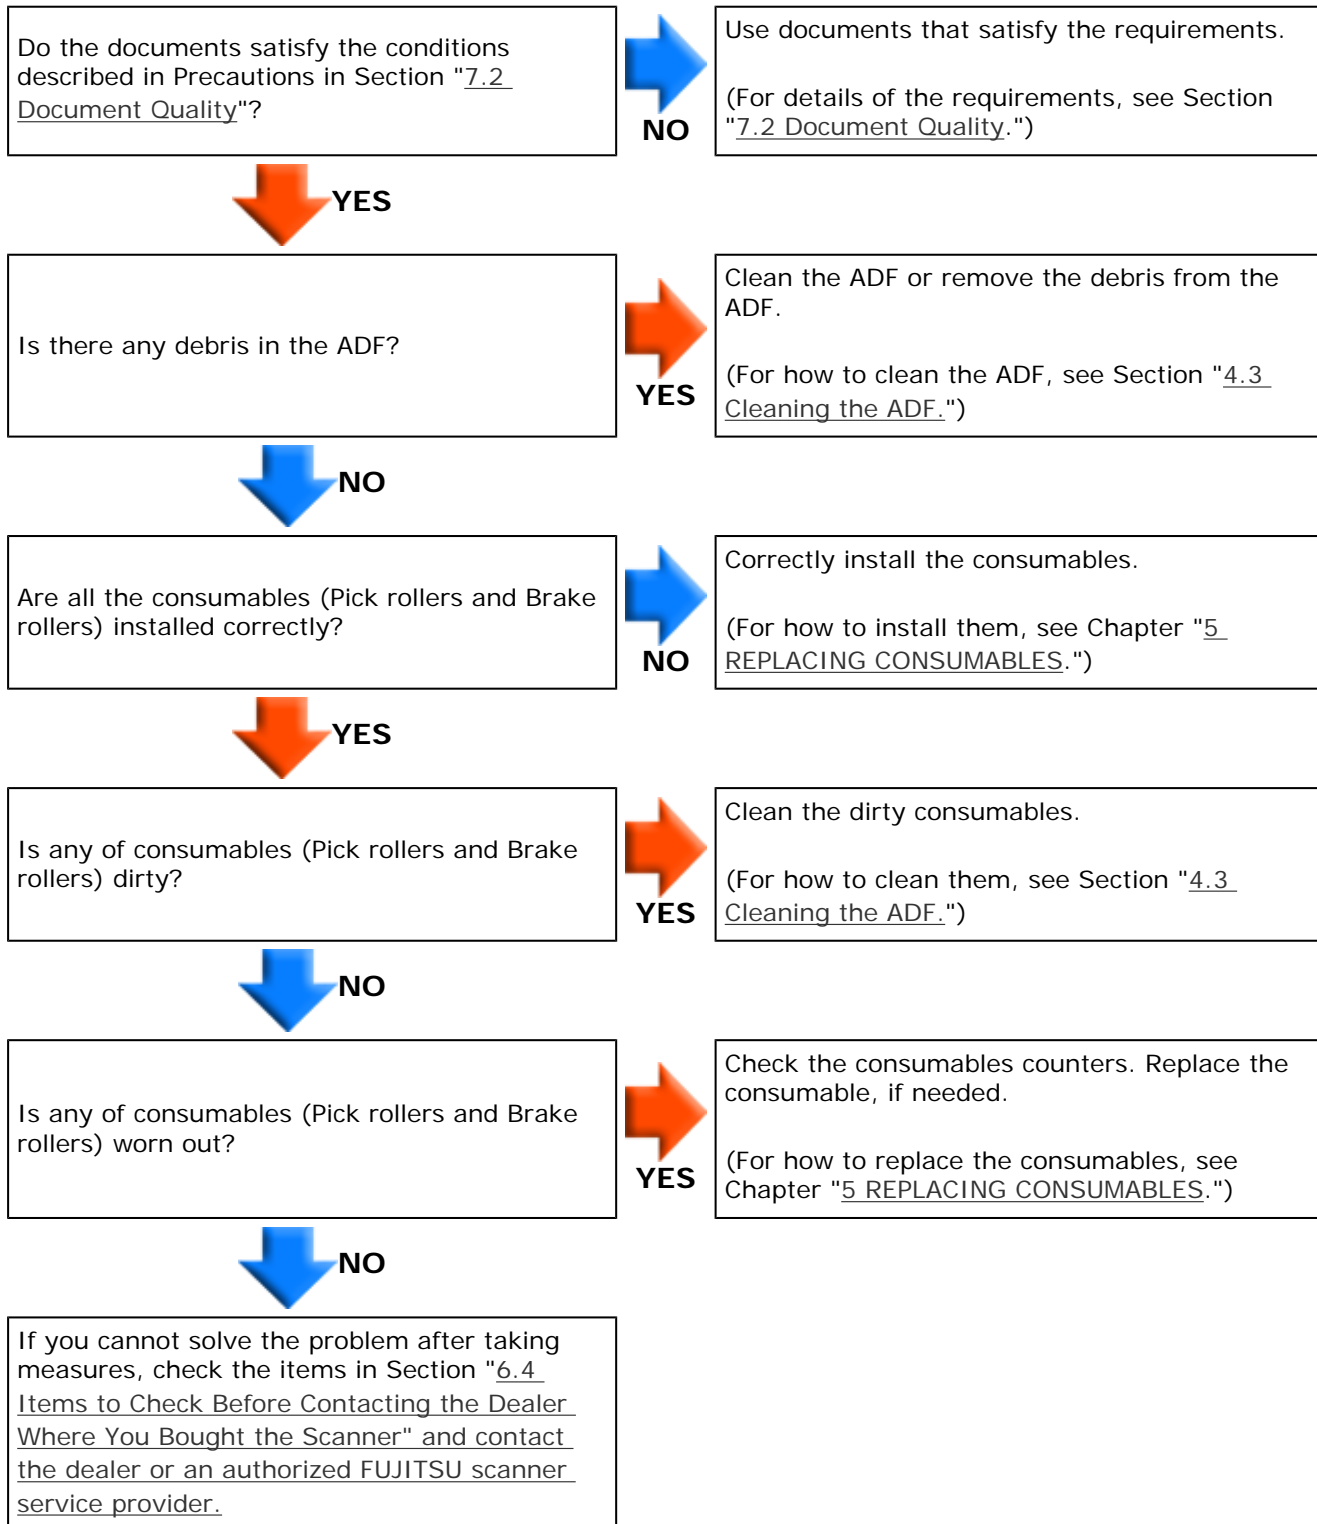 Do the documents satisfy the conditions
described in Precautions in Section "7.2
Document Quality"?
NO
Use documents that satisfy the requirements.
(For details of the requirements, see Section
"7.2 Document Quality.")
YES
Is there any debris in the ADF?
YES
Clean the ADF or remove the debris from the
ADF.
(For how to clean the ADF, see Section "4.3
Cleaning the ADF.")
NO
Are all the consumables (Pick rollers and Brake
rollers) installed correctly?
NO
Correctly install the consumables.
(For how to install them, see Chapter "5
REPLACING CONSUMABLES.")
YES
Is any of consumables (Pick rollers and Brake
rollers) dirty?
YES
Clean the dirty consumables.
(For how to clean them, see Section "4.3
Cleaning the ADF.")
NO
Is any of consumables (Pick rollers and Brake
rollers) worn out?
YES
Check the consumables counters. Replace the
consumable, if needed.
(For how to replace the consumables, see
Chapter "5 REPLACING CONSUMABLES.")
NO
If you cannot solve the problem after taking
measures, check the items in Section "6.4
Items to Check Before Contacting the Dealer
Where You Bought the Scanner" and contact
the dealer or an authorized FUJITSU scanner
service provider.